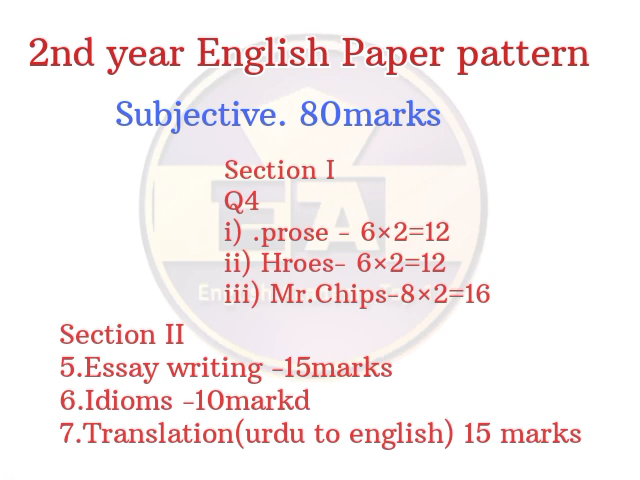 2nd year English Paper pattern
Subjective. 80marks
Section I
Q4
i) .prose - 6×2=12
ii) Hroes- 6×2=12
iii) Mr.Chips-8×2=16
Section II
5.Essay writing -15marks
6.Idioms -10markd
7.Translation(urdu to english) 15 marks